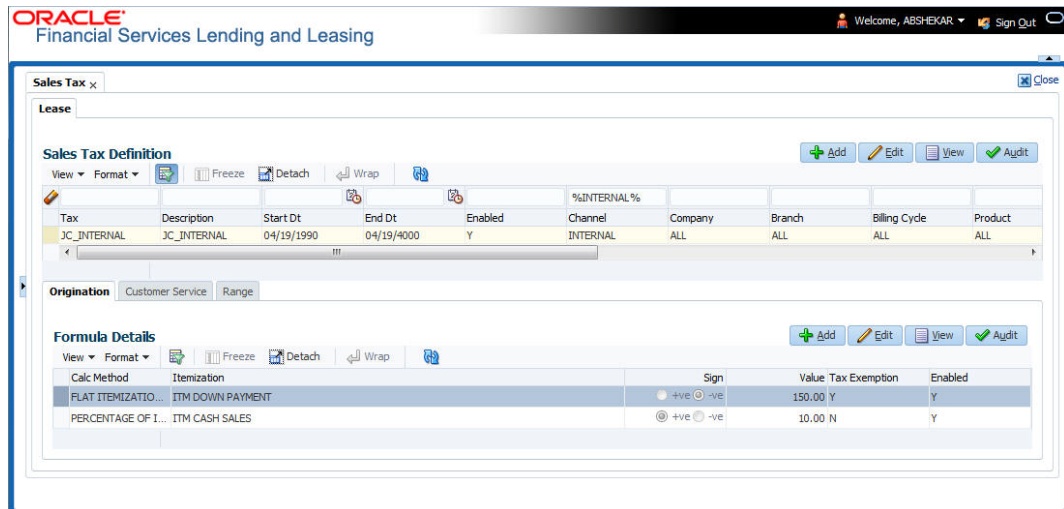 ORACLE
Welcome, ABSHEKAR Sign Out
Financial Services Lending and Leasing
Sales Tax Close
Lease
Sales Tax Definition Add Edit View Audit
View Format Freeze Detach Wrap
%INTERNAL%
Tax Description Start Dt End Dt Enabled Channel Company Branch Billing Cycle Product
JC_INTERNAL JC_INTERNAL 04/19/1990 04/19/4000 Y INTERNAL ALL ALL ALL ALL
Origination Customer Service Range
Formula Details Add Edit View Audit
View Format Freeze Detach Wrap
Calc Method Itemization Sign Value Tax Exemption Enabled
FLAT ITEMIZATIO... ITM DOWN PAYMENT +ve -ve 150.00 Y Y
PERCENTAGE OF I... ITM CASH SALES +ve -ve 10.00 N Y